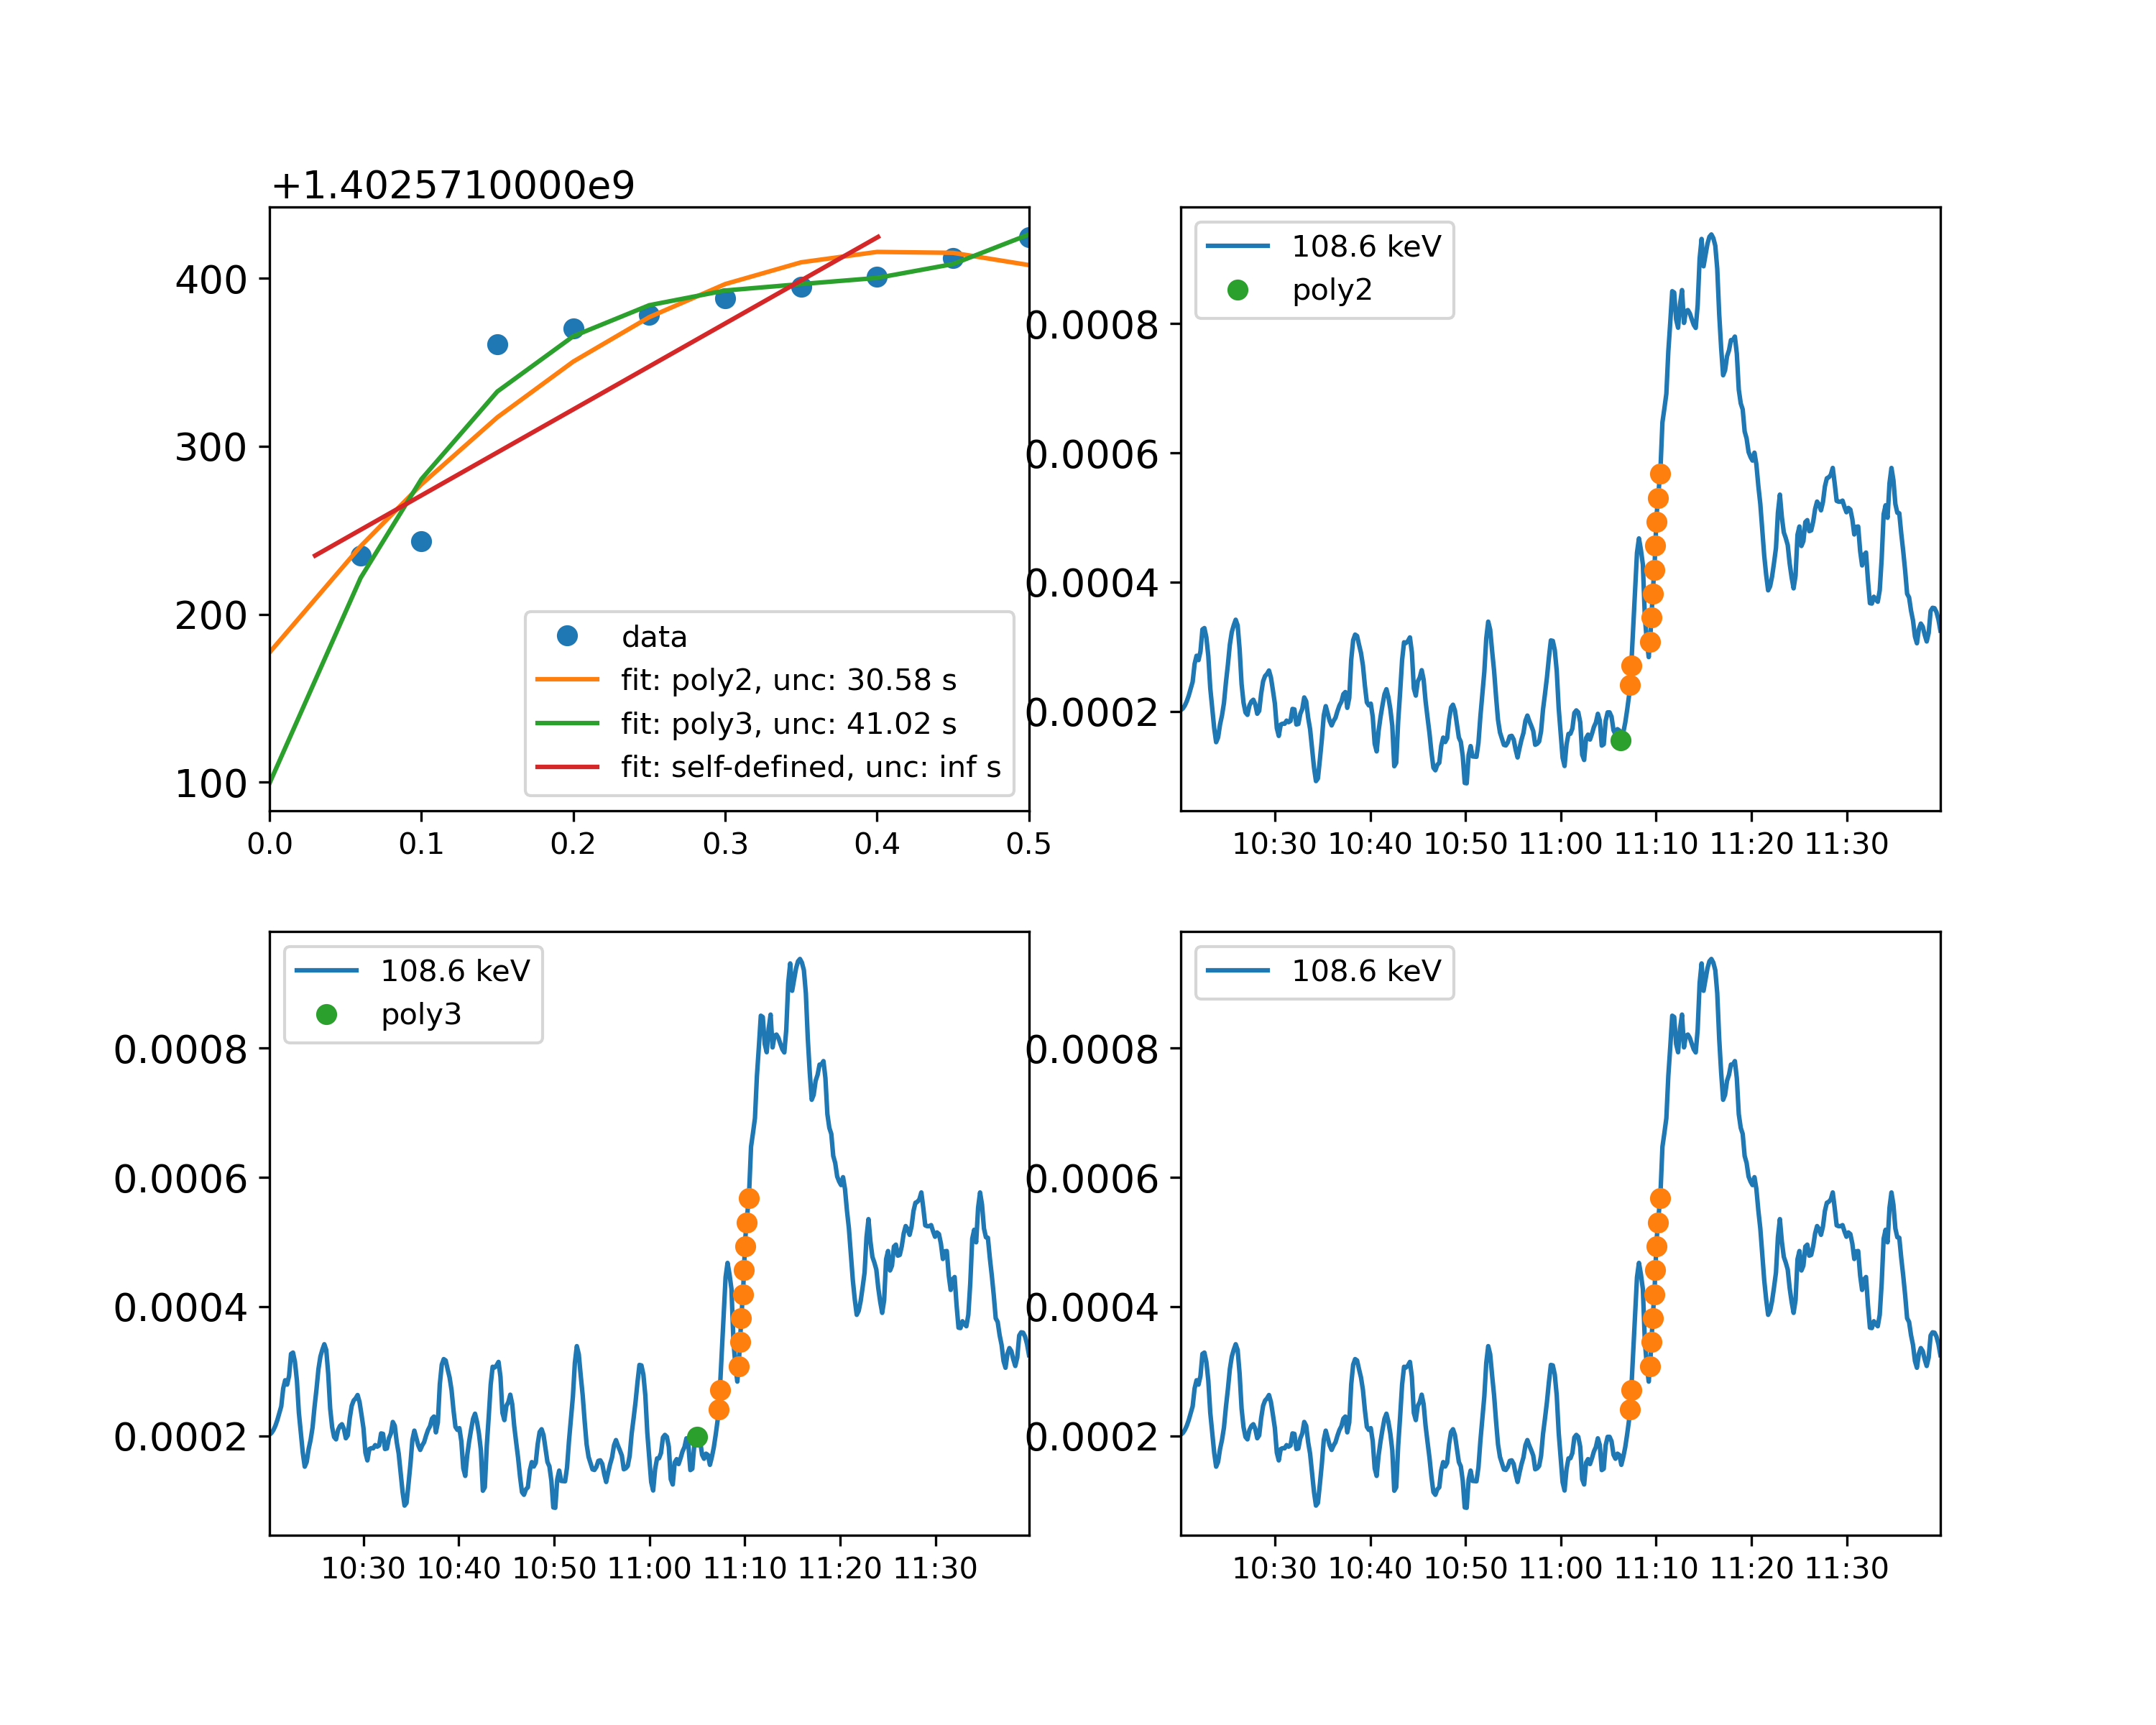 +1.4025710000e9
400
300
200
100
data
fit: poly2, unc: 30.58 s
fit: poly3, unc: 41.02 s
fit: self-defined, unc: inf s
0.0 0.1 0.2 0.3 0.4 0.5
108.6 keV
poly2
0.0008
0.0006
0.0004
0.0002
10:30 10:40 10:50 11:00 11:10 11:20 11:30
108.6 keV
poly3
0.0008
0.0006
0.0004
0.0002
10:30 10:40 10:50 11:00 11:10 11:20 11:30
108.6 keV
0.0008
0.0006
0.0004
0.0002
10:30 10:40 10:50 11:00 11:10 11:20 11:30